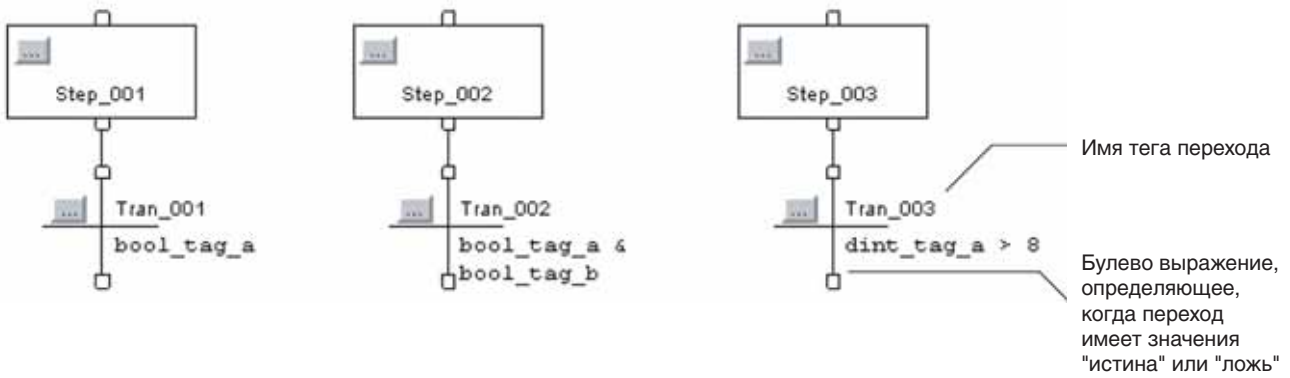 Step_001
Step_002
Step_003
Имя тега перехода
Tran_001
Tran_002
Tran_003
bool_tag_a
bool_tag_a &
bool_tag_b
dint_tag_a > 8
Булево выражение,
определяющее,
когда переход
имеет значения
"истина" или "ложь"